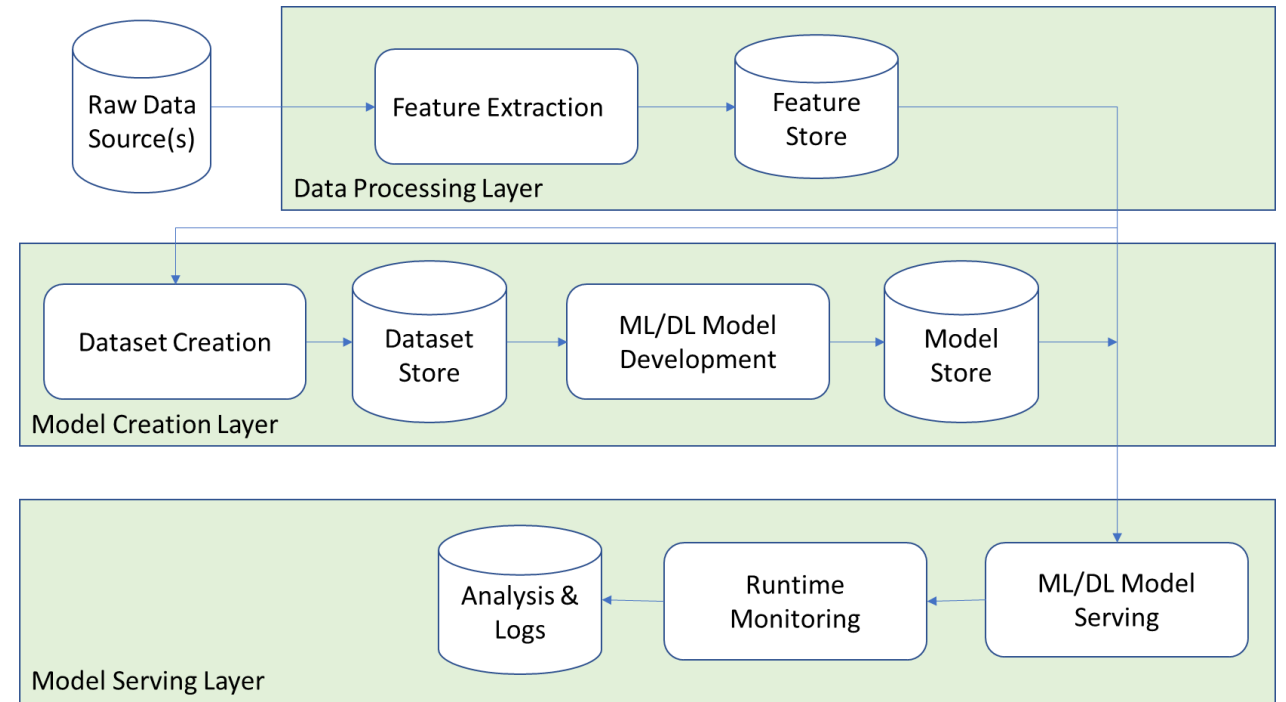 Raw Data
Source(s)
Feature Extraction
Feature
Store
Data Processing Layer
Dataset Creation
Dataset
Store
ML/DL Model
Development
Model
Store
Model Creation Layer
Analysis &
Logs
Runtime
Monitoring
ML/DL Model
Serving
Model Serving Layer